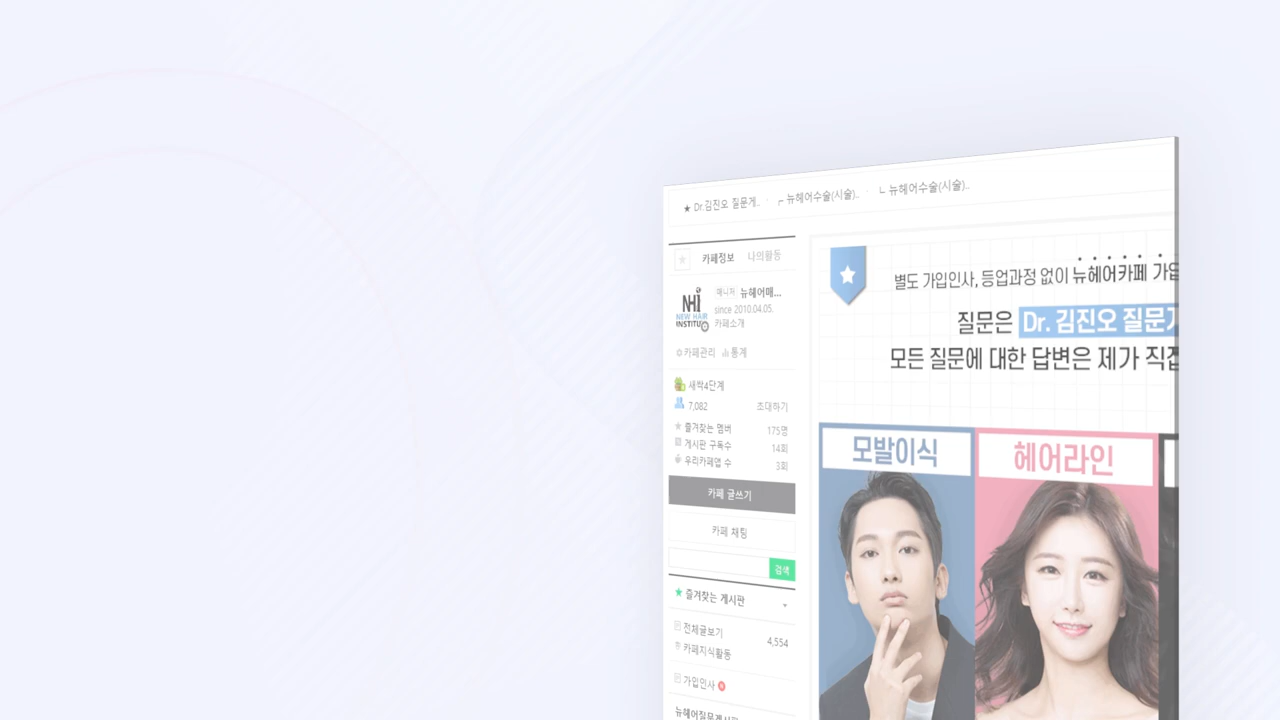 ★ Dr.김진오 질문게..
┌ 뉴헤어수술(시술)..
└ 뉴헤어수술(시술)..
카페정보 나의활동
NHI
NEW HAIR
INSTITU
매니저 뉴헤어매...
since 2010.04.05.
카페소개
카페관리 통계
새싹4단계
7,082 초대하기
즐겨찾는 멤버 175명
게시판 구독수 14회
우리카페앱 수 3회
카페 글쓰기
카페 채팅
검색
★ 즐겨찾는 게시판
전체글보기 4,554
카페지식활동
가입인사 N
별도 가입인사, 등업과정 없이 뉴헤어카페 가입
질문은 Dr. 김진오 질문
모든 질문에 대한 답변은 제가 직접
모발이식
헤어라인